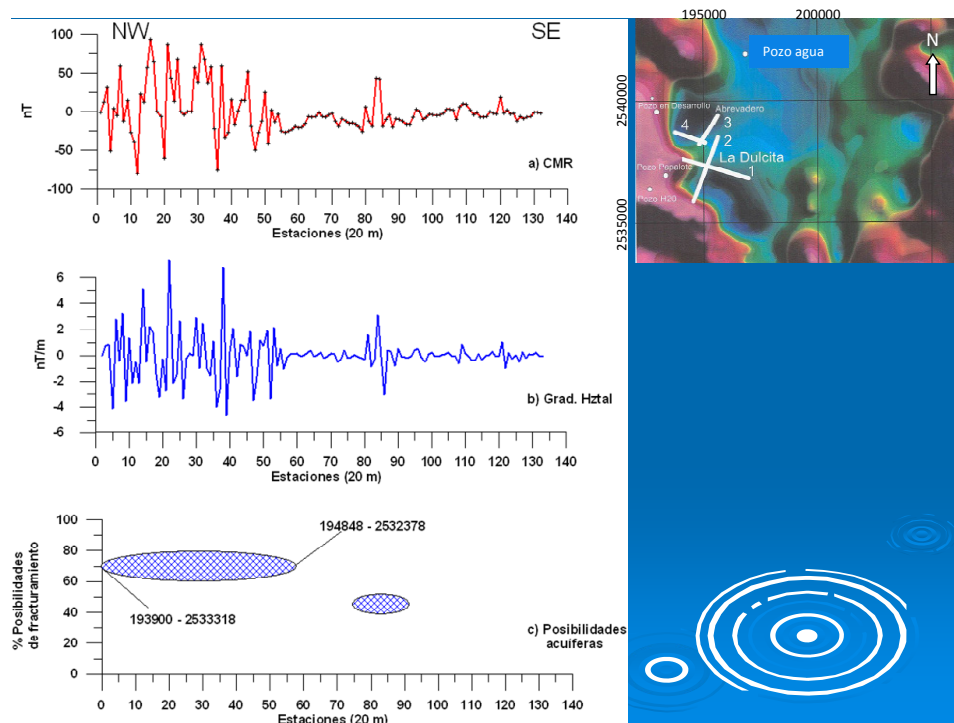 NW
SE
100
50
0
-50
-100
nT
a) CMR
0 10 20 30 40 50 60 70 80 90 100 110 120 130 140
Estaciones (20 m)
6
4
2
0
-2
-4
-6
nT/m
b) Grad. Hztal
0 10 20 30 40 50 60 70 80 90 100 110 120 130 140
Estaciones (20 m)
100
80
60
40
20
0
% Posibilidades
de fracturamiento
194848 - 2532378
193900 - 2533318
c) Posibilidades
acuíferas
0 10 20 30 40 50 60 70 80 90 100 110 120 130 140
Estaciones (20 m)
195000 200000
Pozo agua
N
2540000
2535000
Pozo en Desarrollo
Abrevadero
3
4
2
La Dulcita
1
Pozo Papalote
Pozo H20